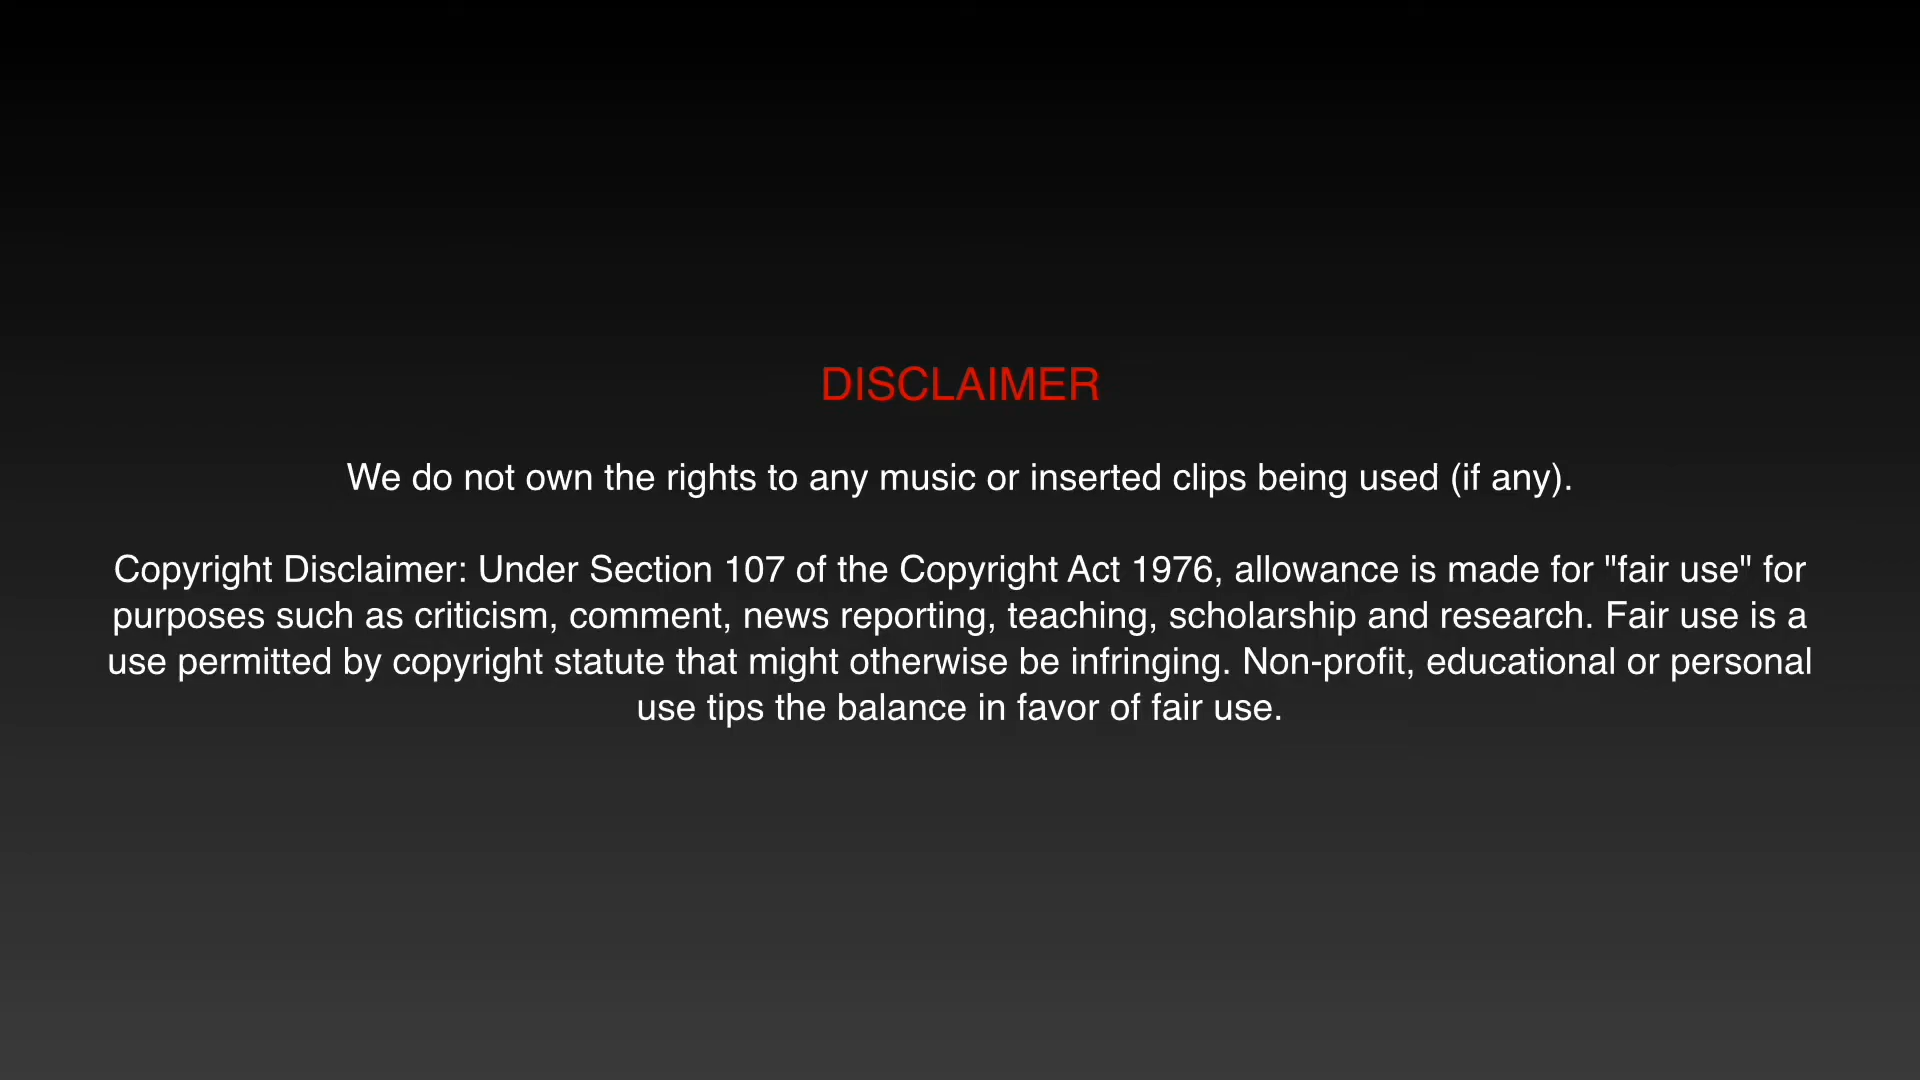 DISCLAIMER
We do not own the rights to any music or inserted clips being used (if any).
Copyright Disclaimer: Under Section 107 of the Copyright Act 1976, allowance is made for "fair use" for
purposes such as criticism, comment, news reporting, teaching, scholarship and research. Fair use is a
use permitted by copyright statute that might otherwise be infringing. Non-profit, educational or personal
use tips the balance in favor of fair use.